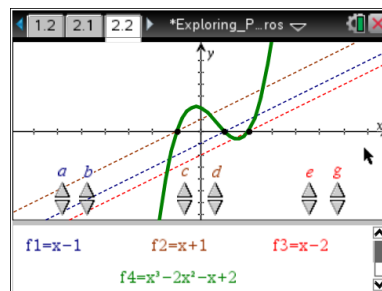 1.2 2.1 2.2 *Exploring_P...ros
y
x
a b c d e g
f1=x-1 f2=x+1 f3=x-2
f4=x³-2x²-x+2